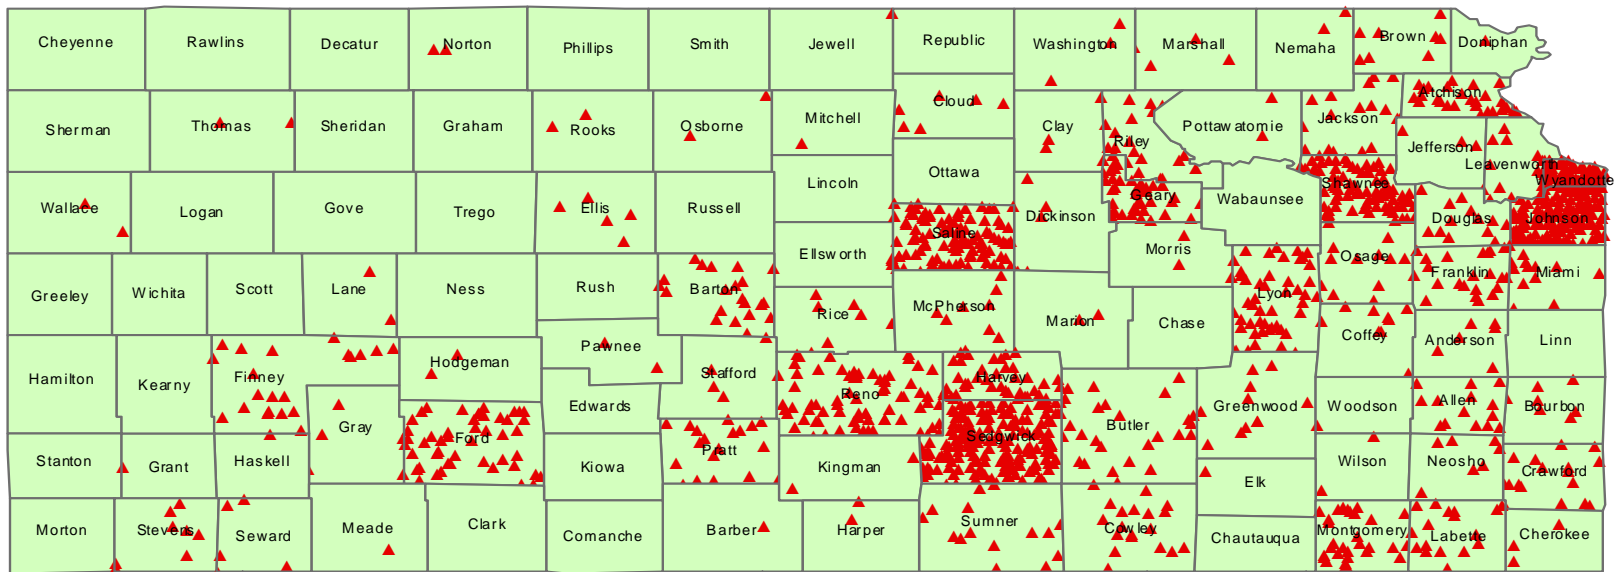 Cheyenne
Rawlins
Decatur
Norton
Phillips
Smith
Jewell
Republic
Washington
Marshall
Nemaha
Brown
Doniphan
Sherman
Thomas
Sheridan
Graham
Rooks
Osborne
Mitchell
Cloud
Clay
Riley
Pottawatomie
Jackson
Atchison
Jefferson
Leavenworth
Wyandotte
Wallace
Logan
Gove
Trego
Ellis
Russell
Lincoln
Ottawa
Saline
Dickinson
Geary
Wabaunsee
Shawnee
Douglas
Johnson
Greeley
Wichita
Scott
Lane
Ness
Rush
Barton
Ellsworth
Rice
McPherson
Marion
Morris
Chase
Lyon
Osage
Franklin
Miami
Hamilton
Kearny
Finney
Hodgeman
Pawnee
Stafford
Reno
Harvey
Butler
Greenwood
Coffey
Anderson
Linn
Gray
Ford
Edwards
Pratt
Sedgwick
Woodson
Allen
Bourbon
Stanton
Grant
Haskell
Kiowa
Kingman
Elk
Wilson
Neosho
Crawford
Morton
Stevens
Seward
Meade
Clark
Comanche
Barber
Harper
Sumner
Cowley
Chautauqua
Montgomery
Labette
Cherokee